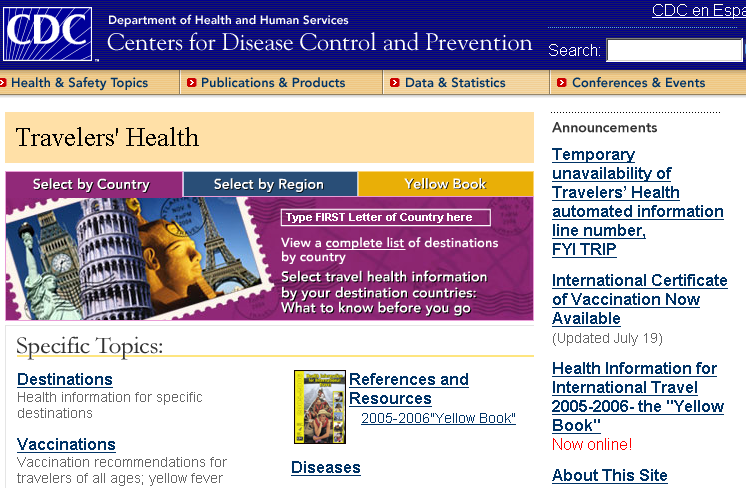 CDC
TM
Department of Health and Human Services
Centers for Disease Control and Prevention
CDC en Espa
Search:
Health & Safety Topics
Publications & Products
Data & Statistics
Conferences & Events
Travelers' Health
Select by Country
Select by Region
Yellow Book
Type FIRST Letter of Country here
View a complete list of destinations
by country
Select travel health information
by your destination countries:
What to know before you go
Specific Topics:
Destinations
Health information for specific
destinations
Vaccinations
Vaccination recommendations for
travelers of all ages; yellow fever
References and
Resources
2005-2006"Yellow Book"
Diseases
Announcements
Temporary
unavailability of
Travelers’ Health
automated information
line number,
FYI TRIP
International Certificate
of Vaccination Now
Available
(Updated July 19)
Health Information for
International Travel
2005-2006- the "Yellow
Book"
Now online!
About This Site